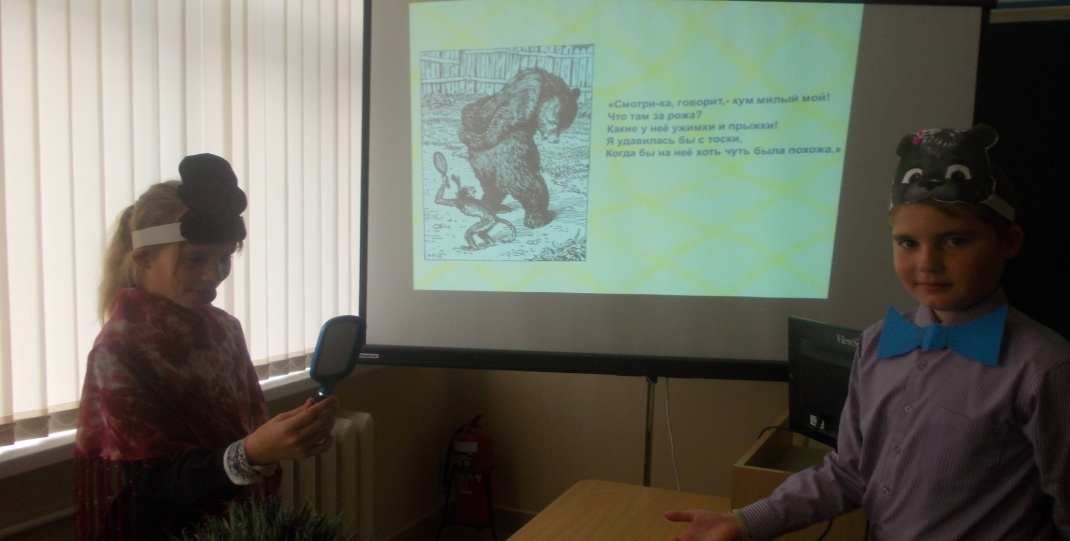 «Смотри-ка, говорит,- кум милый мой!
Что там за рожа?
Какие у неё ужимки и прыжки!
Я удавилась бы с тоски,
Когда бы на неё хоть чуть была похожа.»